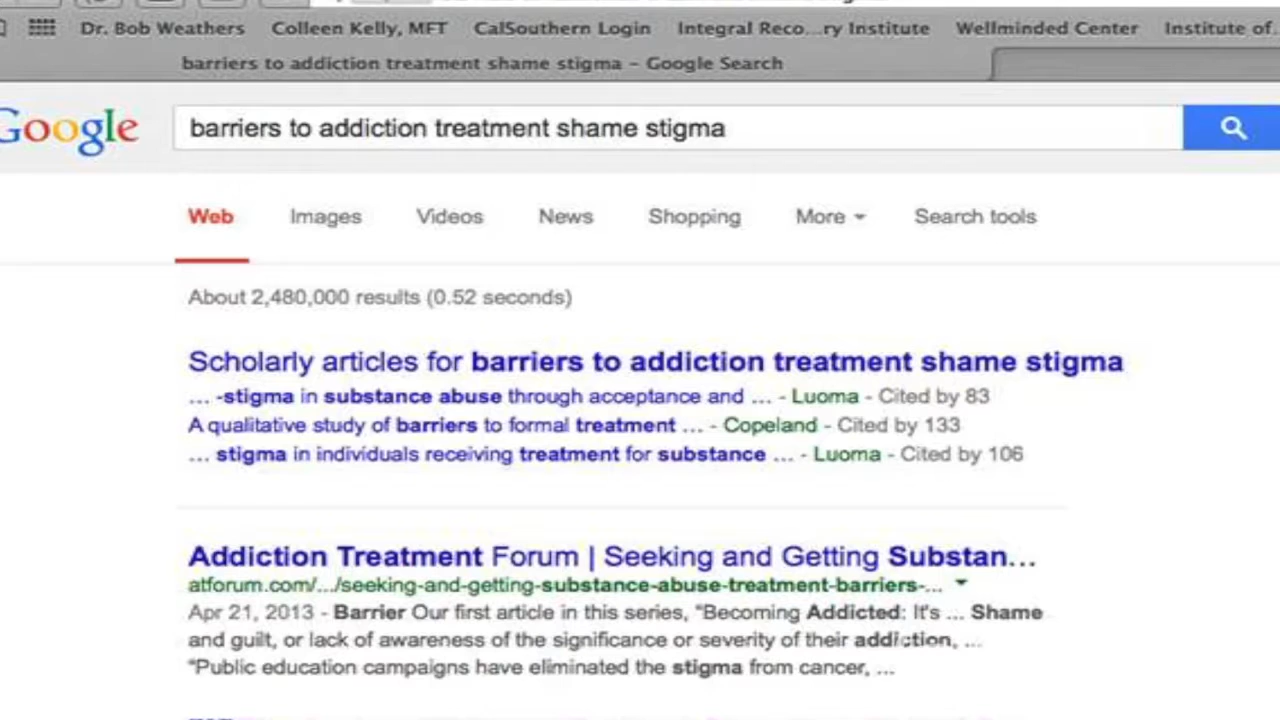 Dr. Bob Weathers Colleen Kelly, MFT CalSouthern Login Integral Reco...ry Institute Wellminded Center Institute of
barriers to addiction treatment shame stigma – Google Search
Google barriers to addiction treatment shame stigma
Web Images Videos News Shopping More Search tools
About 2,480,000 results (0.52 seconds)
Scholarly articles for barriers to addiction treatment shame stigma
... -stigma in substance abuse through acceptance and ... - Luoma - Cited by 83
A qualitative study of barriers to formal treatment ... - Copeland - Cited by 133
... stigma in individuals receiving treatment for substance ... - Luoma - Cited by 106
Addiction Treatment Forum | Seeking and Getting Substan...
atforum.com/.../seeking-and-getting-substance-abuse-treatment-barriers-...
Apr 21, 2013 - Barrier Our first article in this series, "Becoming Addicted: It's ... Shame
and guilt, or lack of awareness of the significance or severity of their addiction, ...
"Public education campaigns have eliminated the stigma from cancer, ...